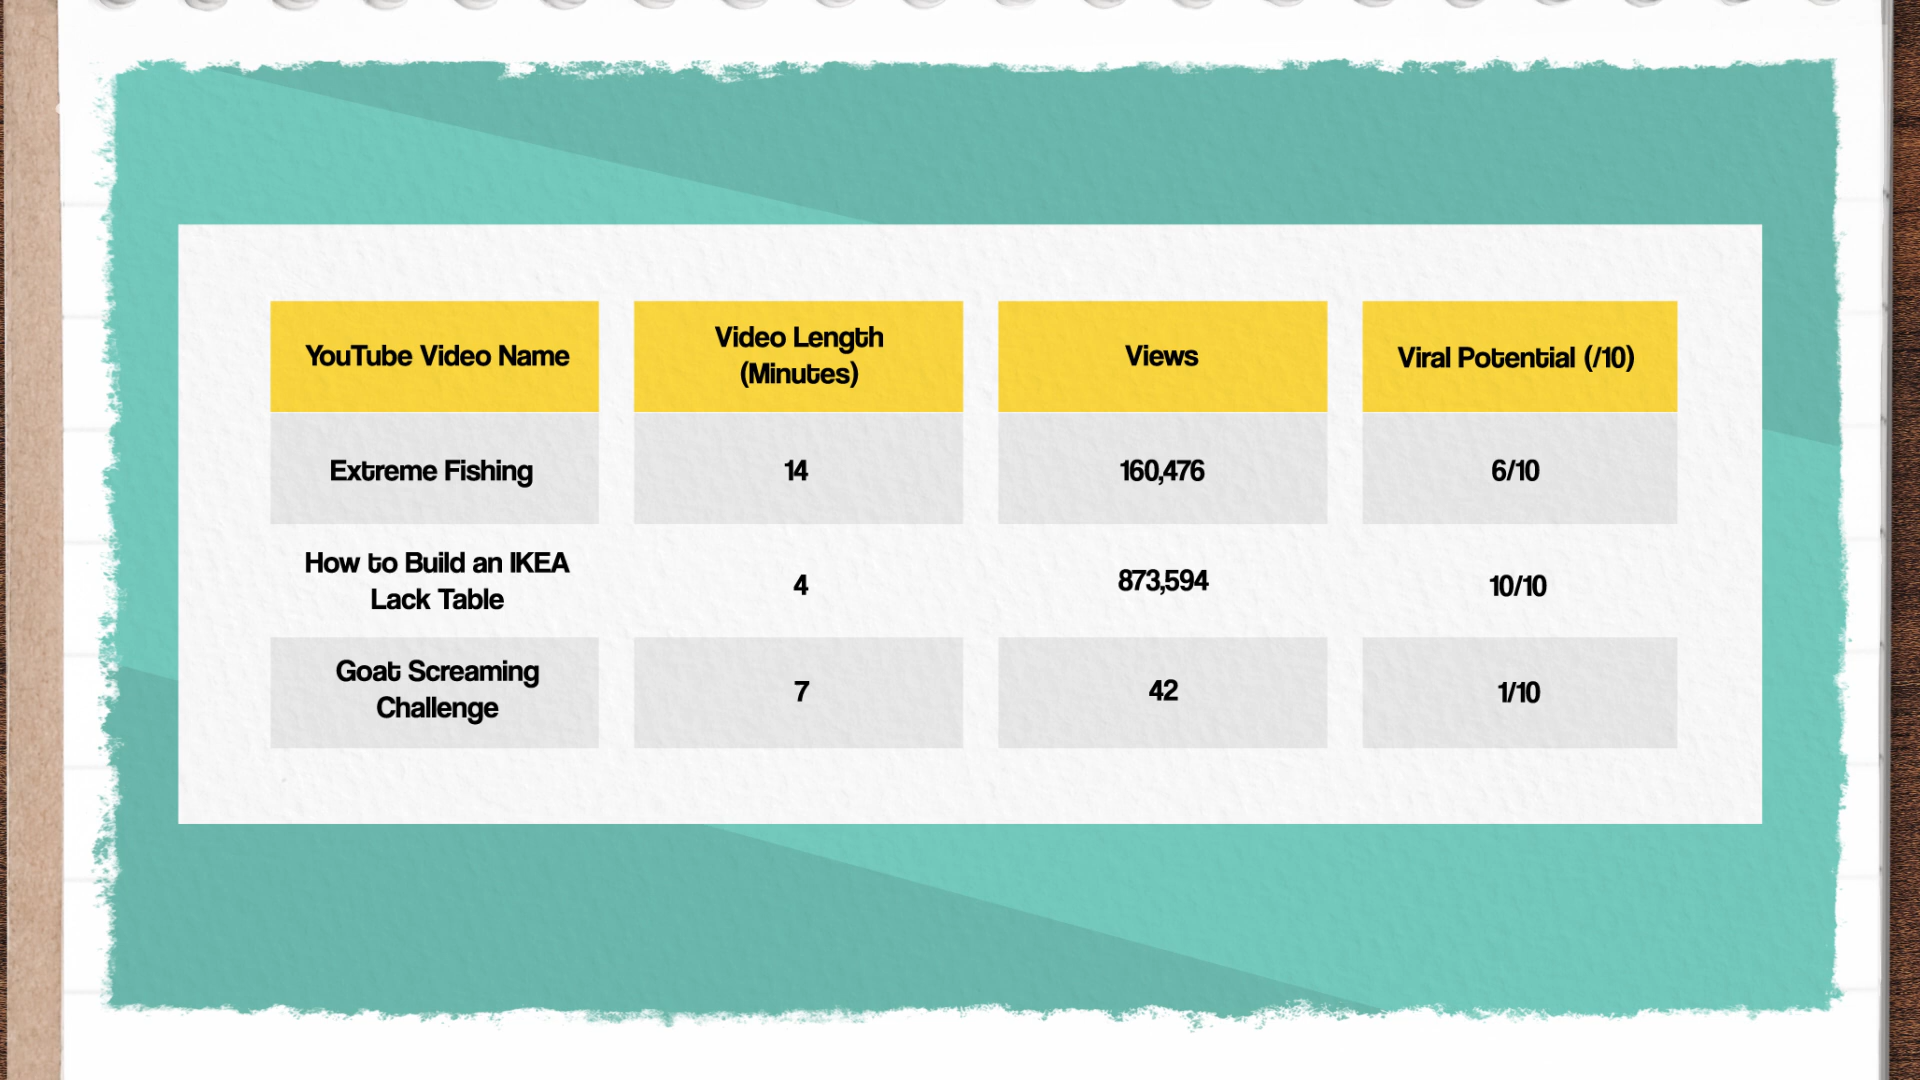 YouTube Video Name
Video Length
(Minutes)
Views
Viral Potential (/10)
Extreme Fishing
14
160,476
6/10
How to Build an IKEA
Lack Table
4
873,594
10/10
Goat Screaming
Challenge
7
42
1/10